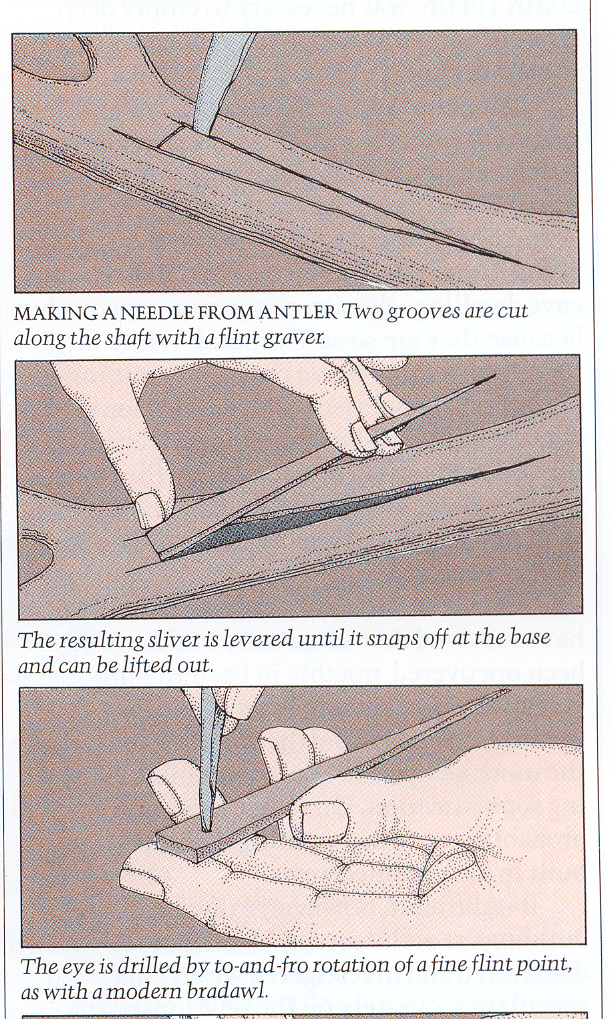 MAKING A NEEDLE FROM ANTLER Two grooves are cut
along the shaft with a flint graver.
The resulting sliver is levered until it snaps off at the base
and can be lifted out.
The eye is drilled by to-and-fro rotation of a fine flint point,
as with a modern bradawl.